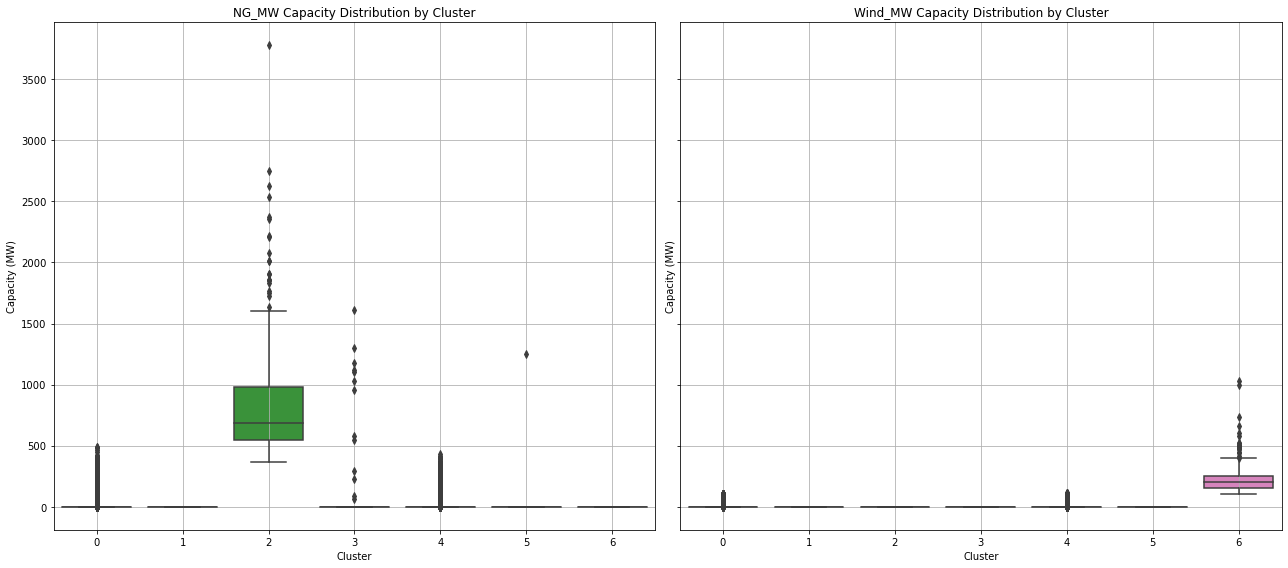 NG_MW Capacity Distribution by Cluster
Capacity (MW)
3500
3000
2500
2000
1500
1000
500
0
0 1 2 3 4 5 6
Cluster
Wind_MW Capacity Distribution by Cluster
Capacity (MW)
0 1 2 3 4 5 6
Cluster